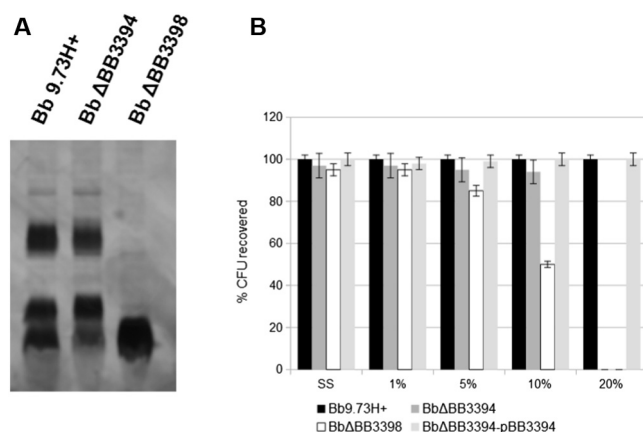 A
Bb 9.73H+
Bb ΔBB3394
Bb ΔBB3398
B
120
100
80
60
40
20
0
% CFU recovered
SS 1% 5% 10% 20%
Bb9.73H+ BbΔBB3394
BbΔBB3398 BbΔBB3394-pBB3394